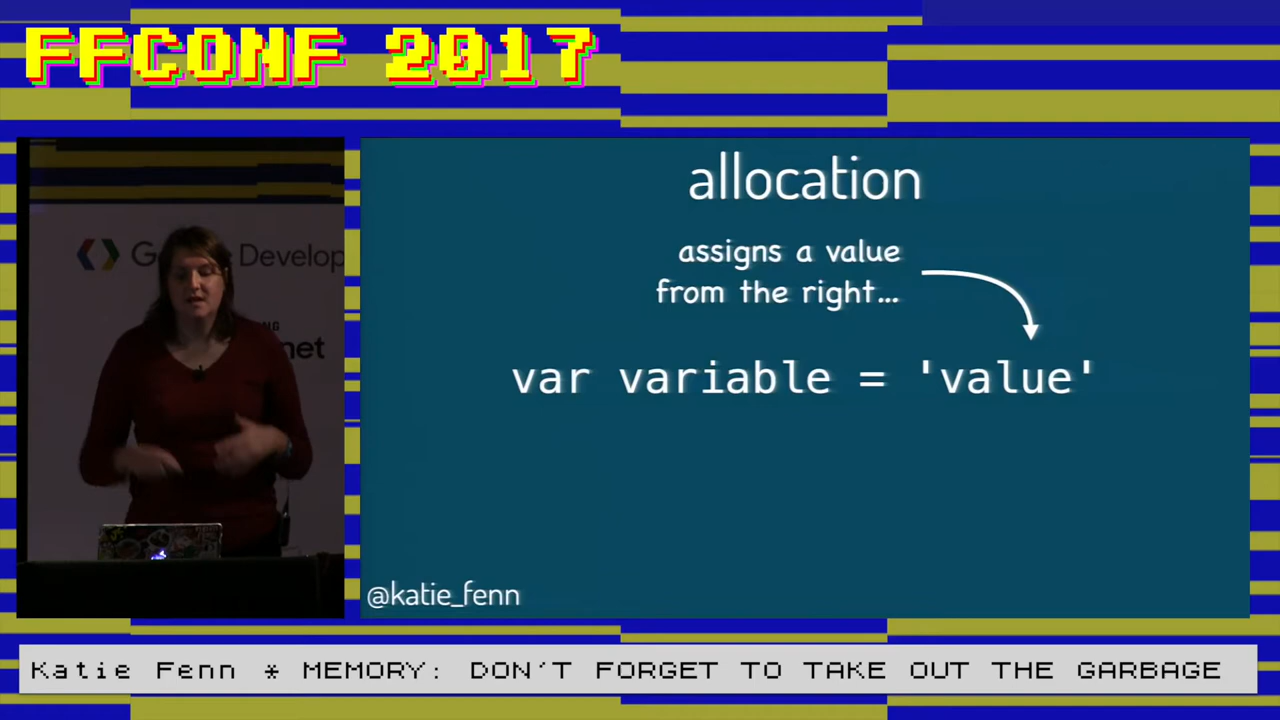 FFCONF 2017
allocation
assigns a value
from the right...
var variable = 'value'
@katie_fenn
Katie Fenn * MEMORY: DON'T FORGET TO TAKE OUT THE GARBAGE